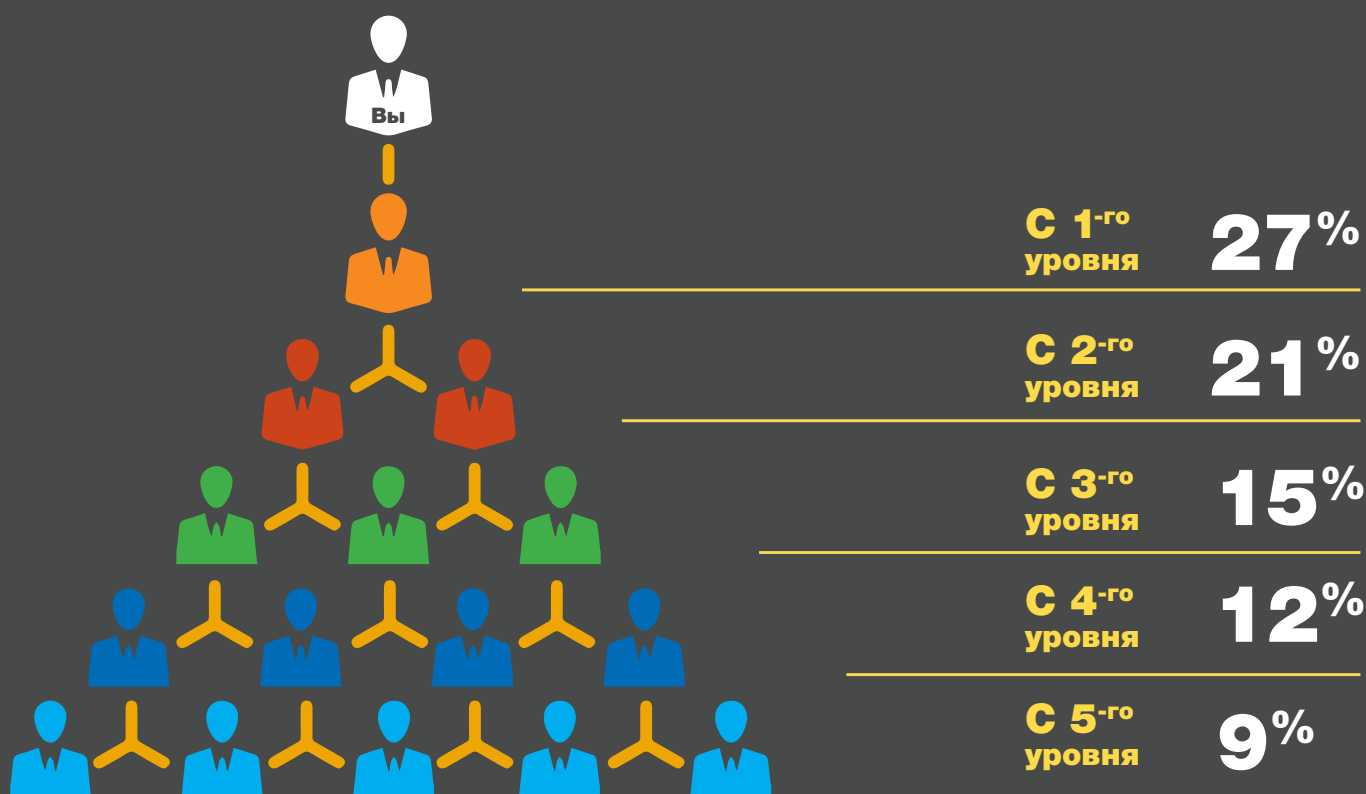 Вы
С 1-го
уровня
27%
С 2-го
уровня
21%
С 3-го
уровня
15%
С 4-го
уровня
12%
С 5-го
уровня
9%